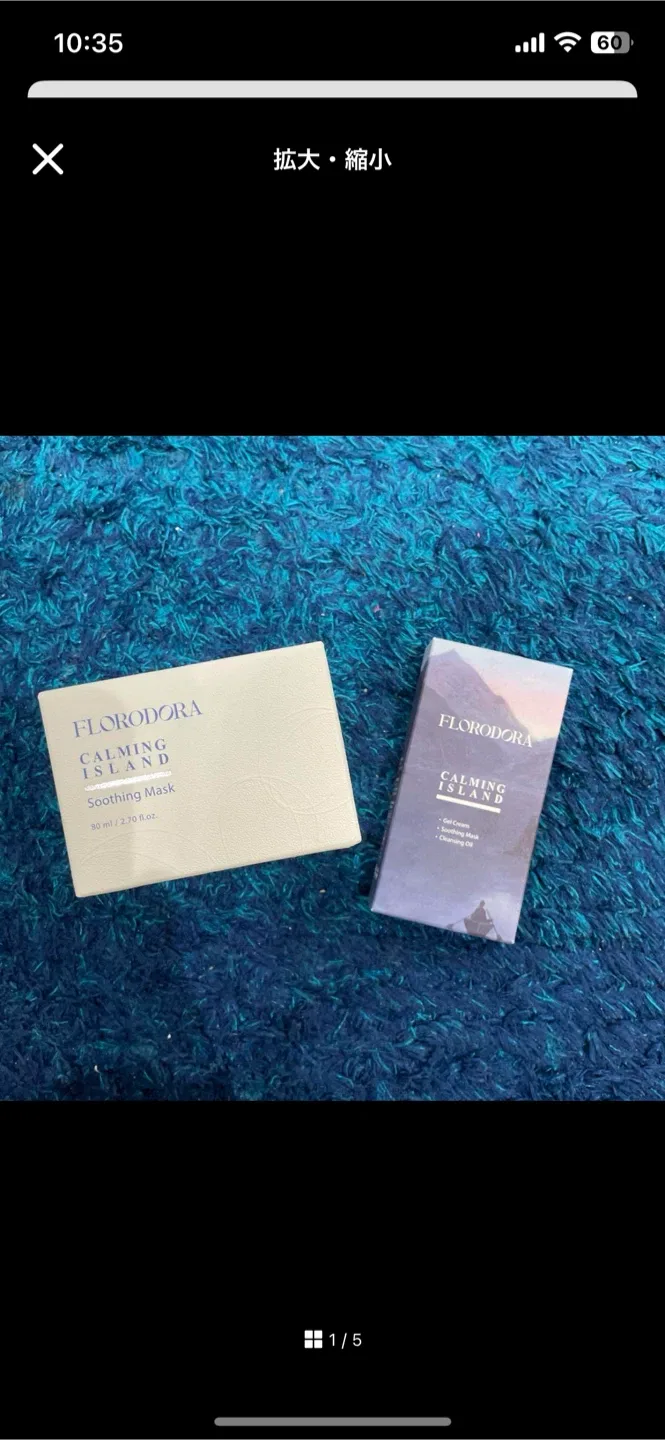 10:35
60
拡大・縮小
FLORODORA
CALMING
ISLAND
Soothing Mask
80 ml / 2.70 fl.oz.
FLORODORA
CALMING
ISLAND
• Gel Cream
• Soothing Mask
• Cleansing Oil
1 / 5